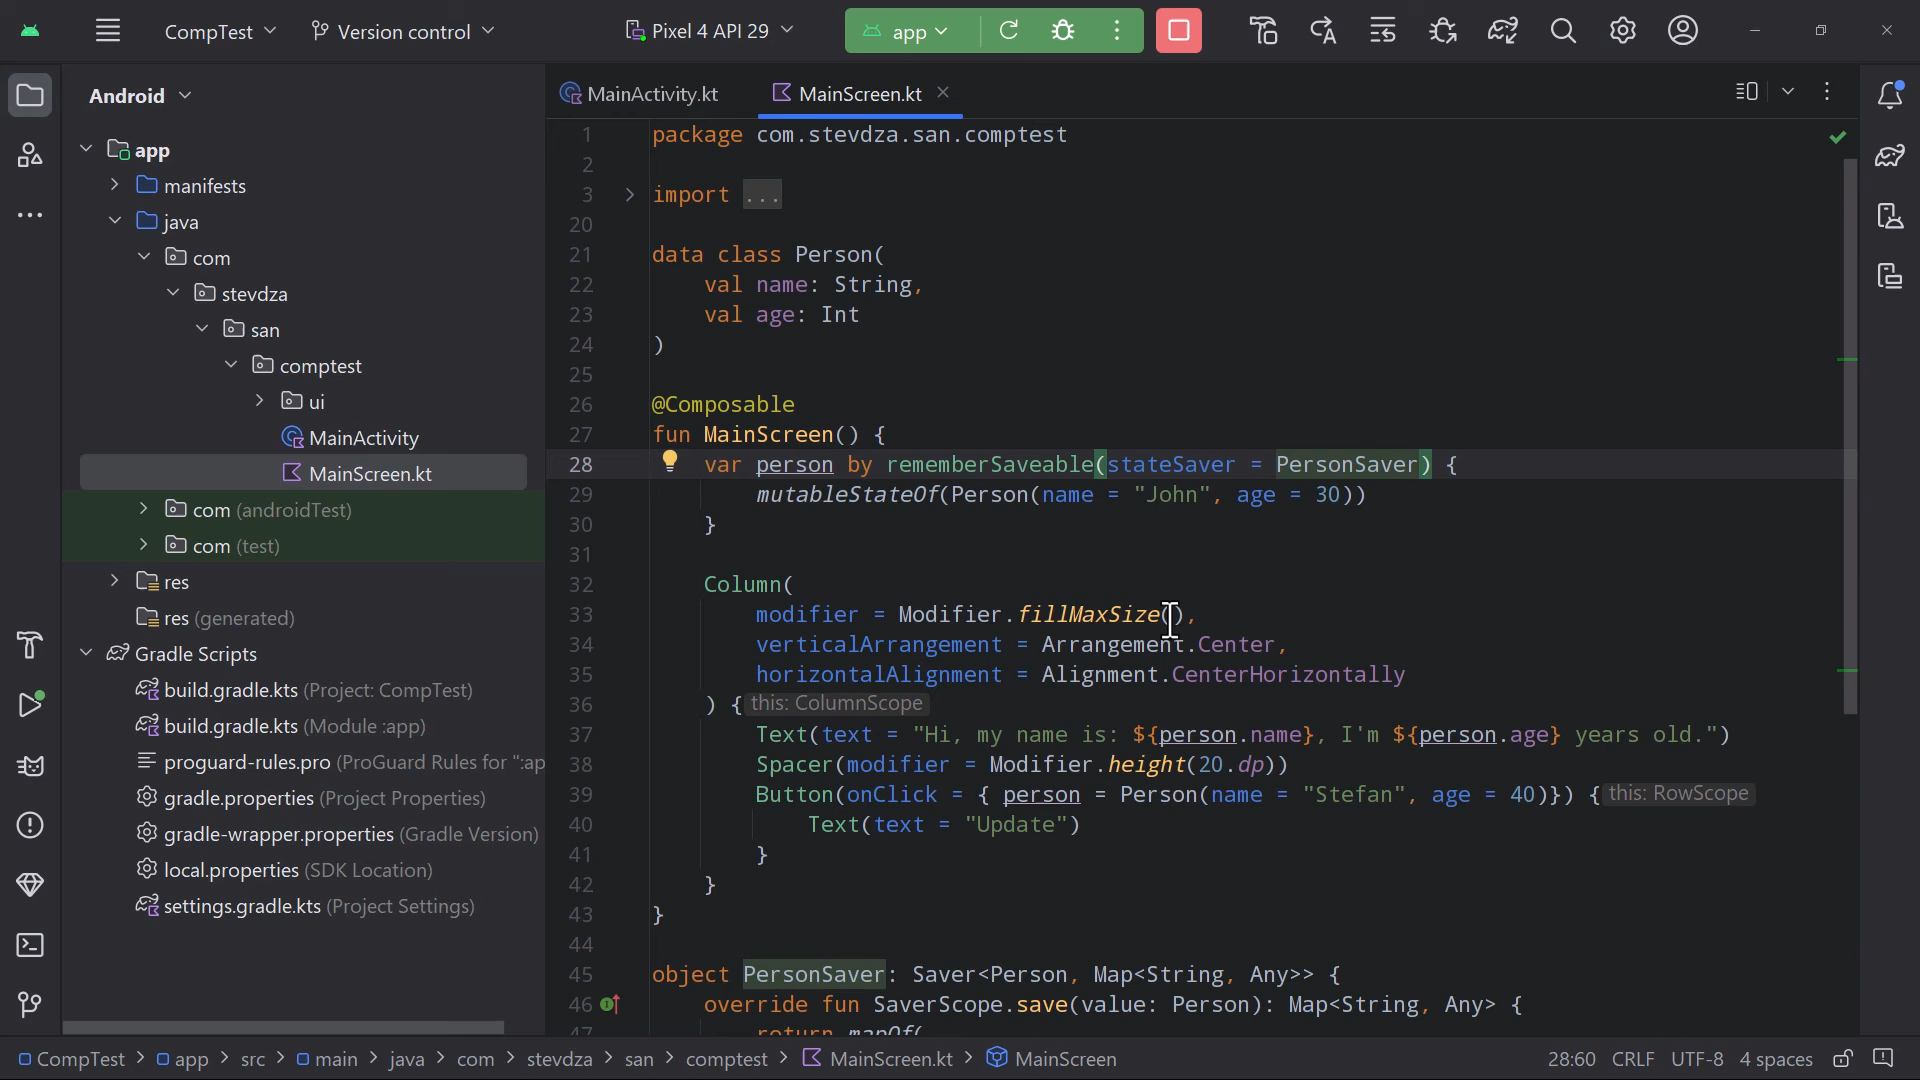 CompTest
Version control
Pixel 4 API 29
app
Android
MainActivity.kt
MainScreen.kt
app
manifests
java
com
stevdza
san
comptest
ui
MainActivity
MainScreen.kt
com (androidTest)
com (test)
res
res (generated)
Gradle Scripts
build.gradle.kts (Project: CompTest)
build.gradle.kts (Module :app)
proguard-rules.pro (ProGuard Rules for ":ap
gradle.properties (Project Properties)
gradle-wrapper.properties (Gradle Version)
local.properties (SDK Location)
settings.gradle.kts (Project Settings)
1 package com.stevdza.san.comptest
2
3 import ...
20
21 data class Person(
22 val name: String,
23 val age: Int
24 )
25
26 @Composable
27 fun MainScreen() {
28 var person by rememberSaveable(stateSaver = PersonSaver) {
29 mutableStateOf(Person(name = "John", age = 30))
30 }
31
32 Column(
33 modifier = Modifier.fillMaxSize(),
34 verticalArrangement = Arrangement.Center,
35 horizontalAlignment = Alignment.CenterHorizontally
36 ) { this: ColumnScope
37 Text(text = "Hi, my name is: ${person.name}, I'm ${person.age} years old.")
38 Spacer(modifier = Modifier.height(20.dp))
39 Button(onClick = { person = Person(name = "Stefan", age = 40)}) { this: RowScope
40 Text(text = "Update")
41 }
42 }
43 }
44
45 object PersonSaver: Saver<Person, Map<String, Any>> {
46 override fun SaverScope.save(value: Person): Map<String, Any> {
47 return mapOf(
CompTest > app > src > main > java > com > stevdza > san > comptest > MainScreen.kt > MainScreen
28:60 CRLF UTF-8 4 spaces